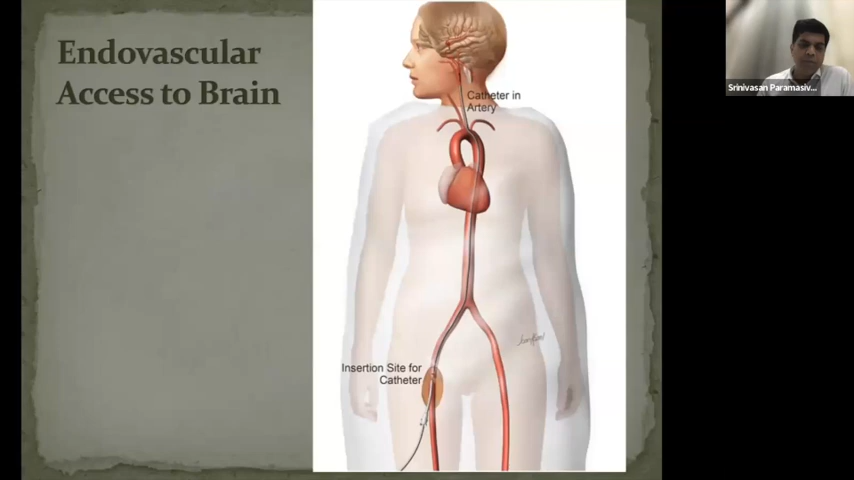 Endovascular
Access to Brain
Catheter in
Artery
Insertion Site for
Catheter
Srinivasan Paramasiv...